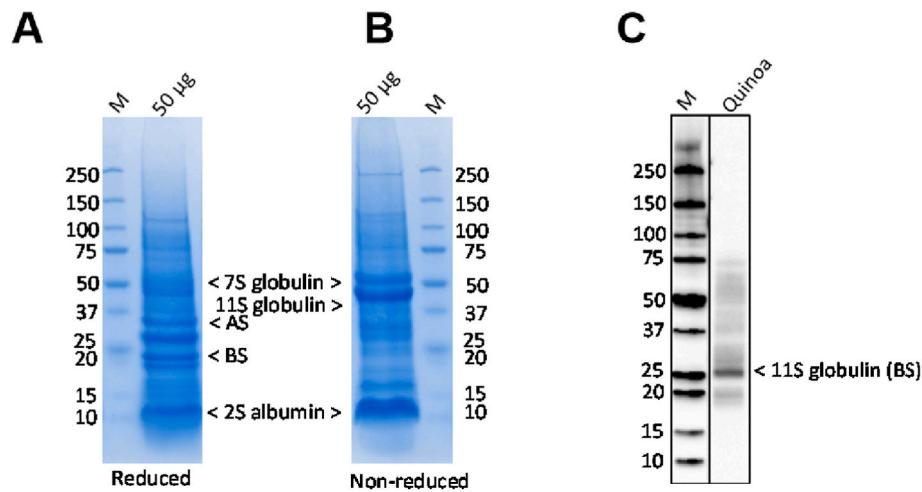 A
B
C
M
50 µg
50 µg
M
M
Quinoa
250
150
100
75
50
37
25
20
15
10
< 7S globulin >
11S globulin >
< AS
< BS
< 2S albumin >
250
150
100
75
50
37
25
20
15
10
250
150
100
75
50
37
25
20
15
10
< 11S globulin (BS)
Reduced
Non-reduced